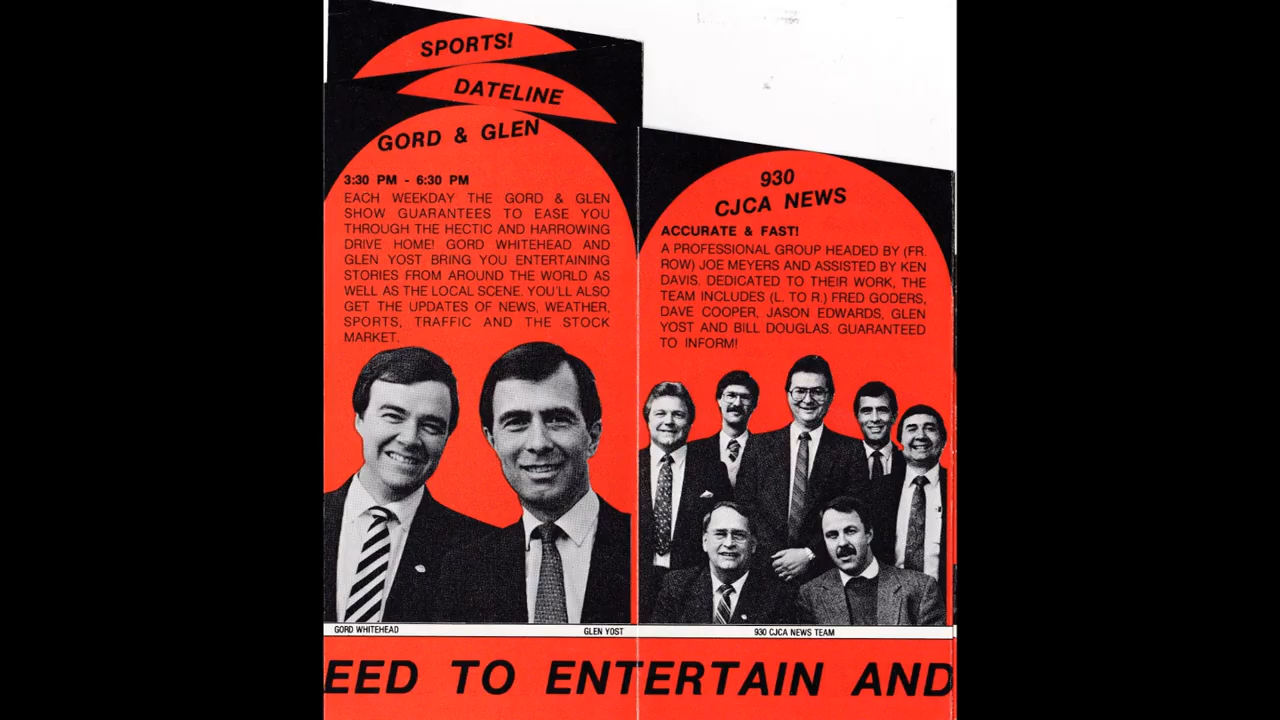 SPORTS!
DATELINE
GORD & GLEN
3:30 PM - 6:30 PM
EACH WEEKDAY THE GORD & GLEN
SHOW GUARANTEES TO EASE YOU
THROUGH THE HECTIC AND HARROWING
DRIVE HOME! GORD WHITEHEAD AND
GLEN YOST BRING YOU ENTERTAINING
STORIES FROM AROUND THE WORLD AS
WELL AS THE LOCAL SCENE. YOU'LL ALSO
GET THE UPDATES OF NEWS, WEATHER,
SPORTS, TRAFFIC AND THE STOCK
MARKET.
GORD WHITEHEAD
GLEN YOST
930
CJCA NEWS
ACCURATE & FAST!
A PROFESSIONAL GROUP HEADED BY (FR.
ROW) JOE MEYERS AND ASSISTED BY KEN
DAVIS. DEDICATED TO THEIR WORK, THE
TEAM INCLUDES (L. TO R.) FRED GODERS,
DAVE COOPER, JASON EDWARDS, GLEN
YOST AND BILL DOUGLAS. GUARANTEED
TO INFORM!
930 CJCA NEWS TEAM
EED TO ENTERTAIN AND